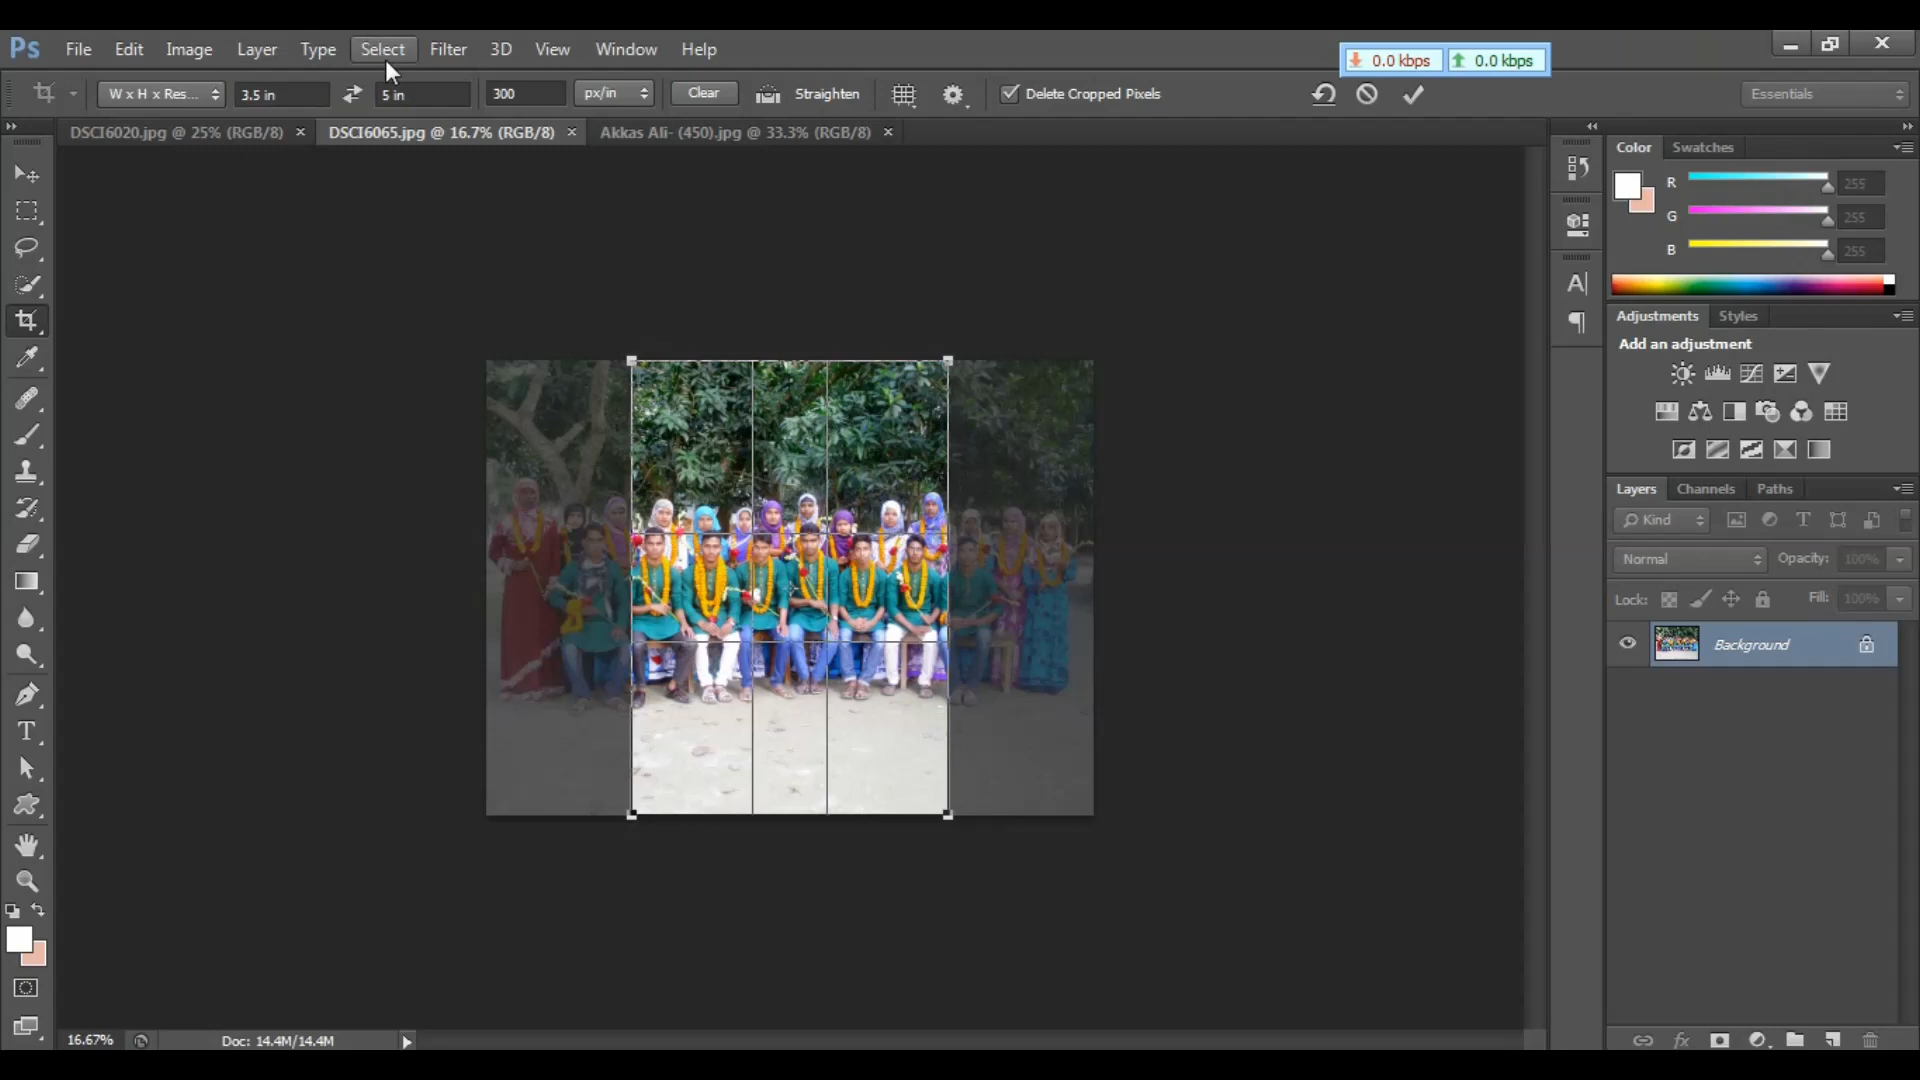 Ps File Edit Image Layer Type Select Filter 3D View Window Help
0.0 kbps 0.0 kbps
W x H x Res... 3.5 in 5 in 300 px/in Clear Straighten Delete Cropped Pixels Essentials
DSCI6020.jpg @ 25% (RGB/8) × DSCI6065.jpg @ 16.7% (RGB/8) × Akkas Ali- (450).jpg @ 33.3% (RGB/8) ×
Color Swatches
R 255
G 255
B 255
Adjustments Styles
Add an adjustment
Layers Channels Paths
Kind
Normal Opacity: 100%
Lock: Fill: 100%
Background
fx
16.67% Doc: 14.4M/14.4M